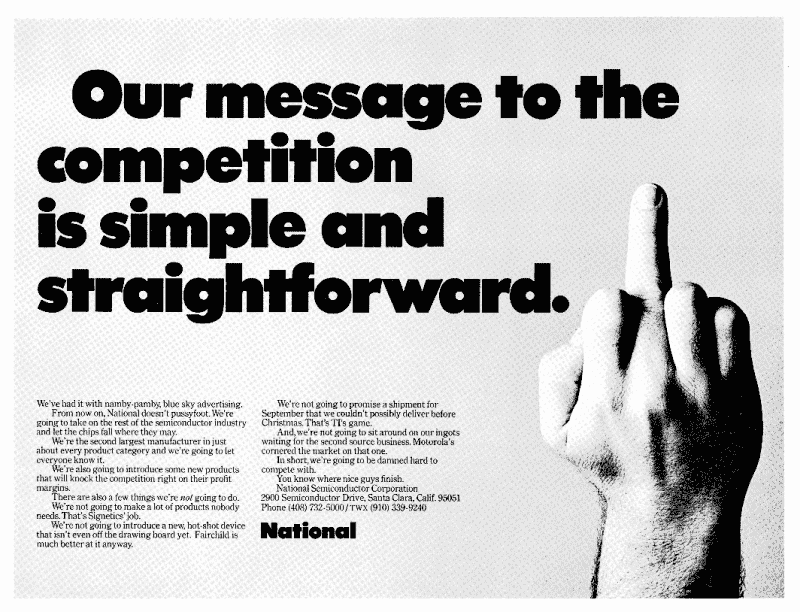 Our message to the
competition
is simple and
straightforward.
We've had it with namby-pamby, blue sky advertising.
From now on, National doesn't pussyfoot. We're
going to take on the rest of the semiconductor industry
and let the chips fall where they may.
We're the second largest manufacturer in just
about every product category and we're going to let
everyone know it.
We're also going to introduce some new products
that will knock the competition right on their profit
margins.
There are also a few things we're not going to do.
We're not going to make a lot of products nobody
needs. That's Signetics' job.
We're not going to introduce a new, hot-shot device
that isn't even off the drawing board yet. Fairchild is
much better at it anyway.
We're not going to promise a shipment for
September that we couldn't possibly deliver before
Christmas. That's TI's game.
And, we're not going to sit around on our ingots
waiting for the second source business. Motorola's
cornered the market on that one.
In short, we're going to be damned hard to
compete with.
You know where nice guys finish.
National Semiconductor Corporation
2900 Semiconductor Drive, Santa Clara, Calif. 95051
Phone (408) 732-5000/TWX (910) 339-9240
National